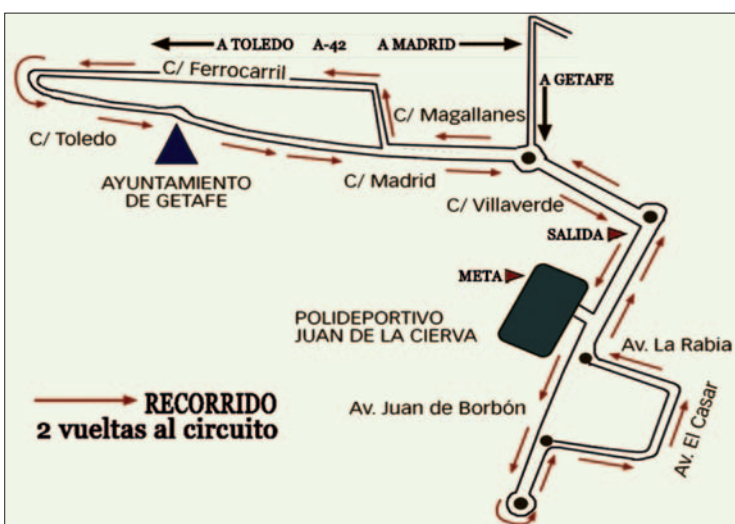 A TOLEDO A-42 A MADRID
C/ Ferrocarril
A GETAFE
C/ Magallanes
C/ Toledo
AYUNTAMIENTO
DE GETAFE
C/ Madrid
C/ Villaverde
SALIDA
META
POLIDEPORTIVO
JUAN DE LA CIERVA
Av. La Rabia
Av. Juan de Borbón
Av. El Casar
RECORRIDO
2 vueltas al circuito